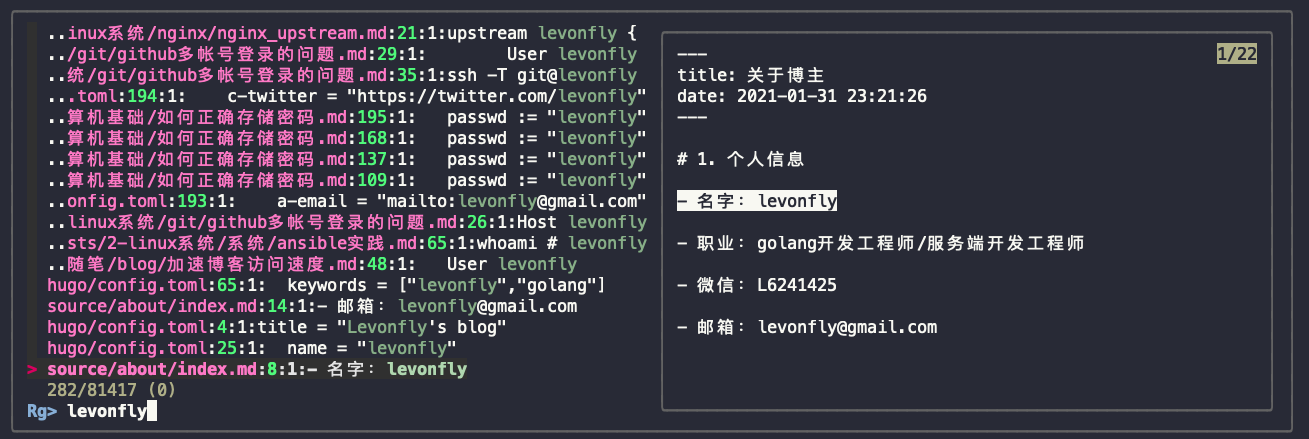 ..inux系统/nginx/nginx_upstream.md:21:1:upstream levonfly {
../git/github多帐号登录的问题.md:29:1:        User levonfly
..统/git/github多帐号登录的问题.md:35:1:ssh -T git@levonfly
...toml:194:1:    c-twitter = "https://twitter.com/levonfly"
..算机基础/如何正确存储密码.md:195:1:   passwd := "levonfly"
..算机基础/如何正确存储密码.md:168:1:   passwd := "levonfly"
..算机基础/如何正确存储密码.md:137:1:   passwd := "levonfly"
..算机基础/如何正确存储密码.md:109:1:   passwd := "levonfly"
..onfig.toml:193:1:    a-email = "mailto:levonfly@gmail.com"
..linux系统/git/github多帐号登录的问题.md:26:1:Host levonfly
..sts/2-linux系统/系统/ansible实践.md:65:1:whoami # levonfly
..随笔/blog/加速博客访问速度.md:48:1:   User levonfly
hugo/config.toml:65:1:  keywords = ["levonfly","golang"]
source/about/index.md:14:1:- 邮箱: levonfly@gmail.com
hugo/config.toml:4:1:title = "Levonfly's blog"
hugo/config.toml:25:1:  name = "levonfly"
> source/about/index.md:8:1:- 名字: levonfly
282/81417 (0)
Rg> levonfly
---
1/22
title: 关于博主
date: 2021-01-31 23:21:26
---
# 1. 个人信息
- 名字: levonfly
- 职业: golang开发工程师/服务端开发工程师
- 微信: L6241425
- 邮箱: levonfly@gmail.com